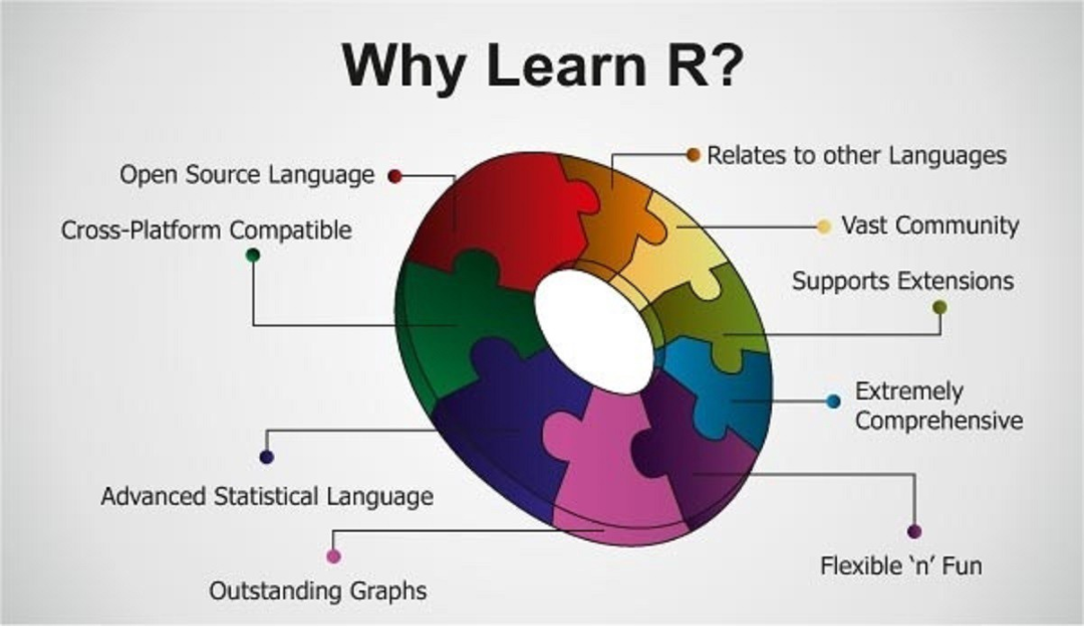 Why Learn R?
Open Source Language
Relates to other Languages
Cross-Platform Compatible
Vast Community
Supports Extensions
Extremely
Comprehensive
Advanced Statistical Language
Flexible ‘n’ Fun
Outstanding Graphs